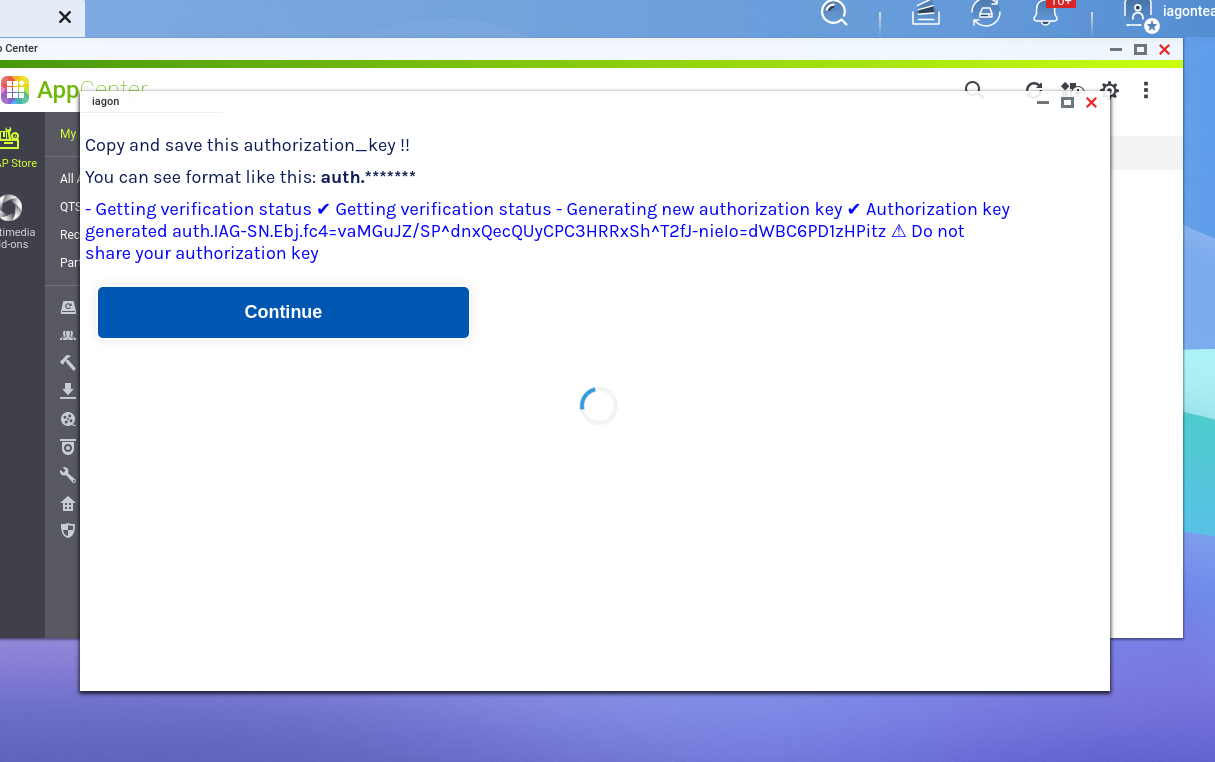 10+
iagontea
p Center
AppCenter
iagon
My
AP Store
All A
QTS
Rec
Par
timedia
dd-ons
Copy and save this authorization_key !!
You can see format like this: auth.*******
- Getting verification status ✔ Getting verification status - Generating new authorization key ✔ Authorization key
generated auth.IAG-SN.Ebj.fc4=vaMGuJZ/SP^dnxQecQUyCPC3HRRxSh^T2fJ-nieIo=dWBC6PD1zHPitz ⚠ Do not
share your authorization key
Continue